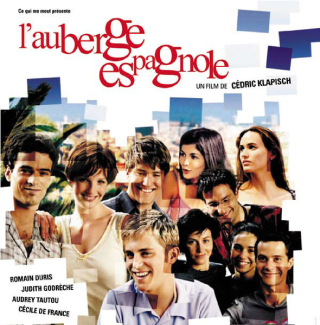 Ce qui me meut présente
l'auberge
espagnole
UN FILM DE CÉDRIC KLAPISCH
ROMAIN DURIS
JUDITH GODRÈCHE
AUDREY TAUTOU
CÉCILE DE FRANCE